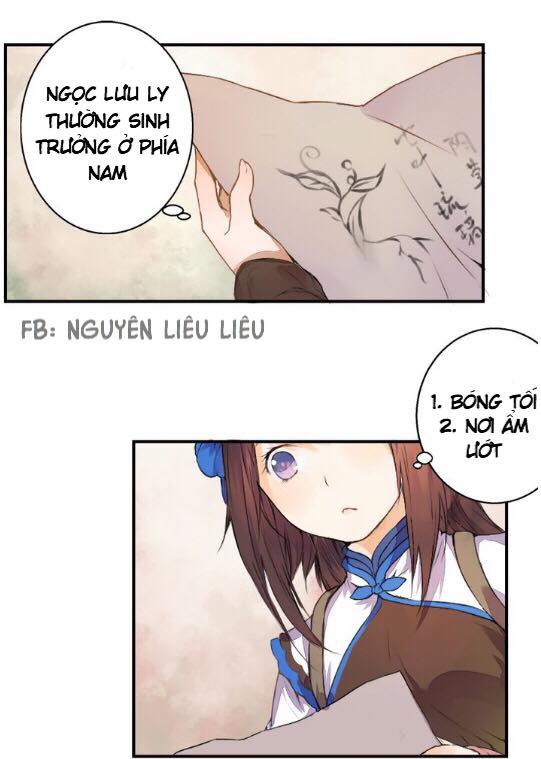 NGỌC LƯU LY
THƯỜNG SINH
TRƯỞNG Ở PHÍA
NAM
FB: NGUYÊN LIÊU LIÊU
1. BÓNG TỐI
2. NƠI ẨM
ƯỚT